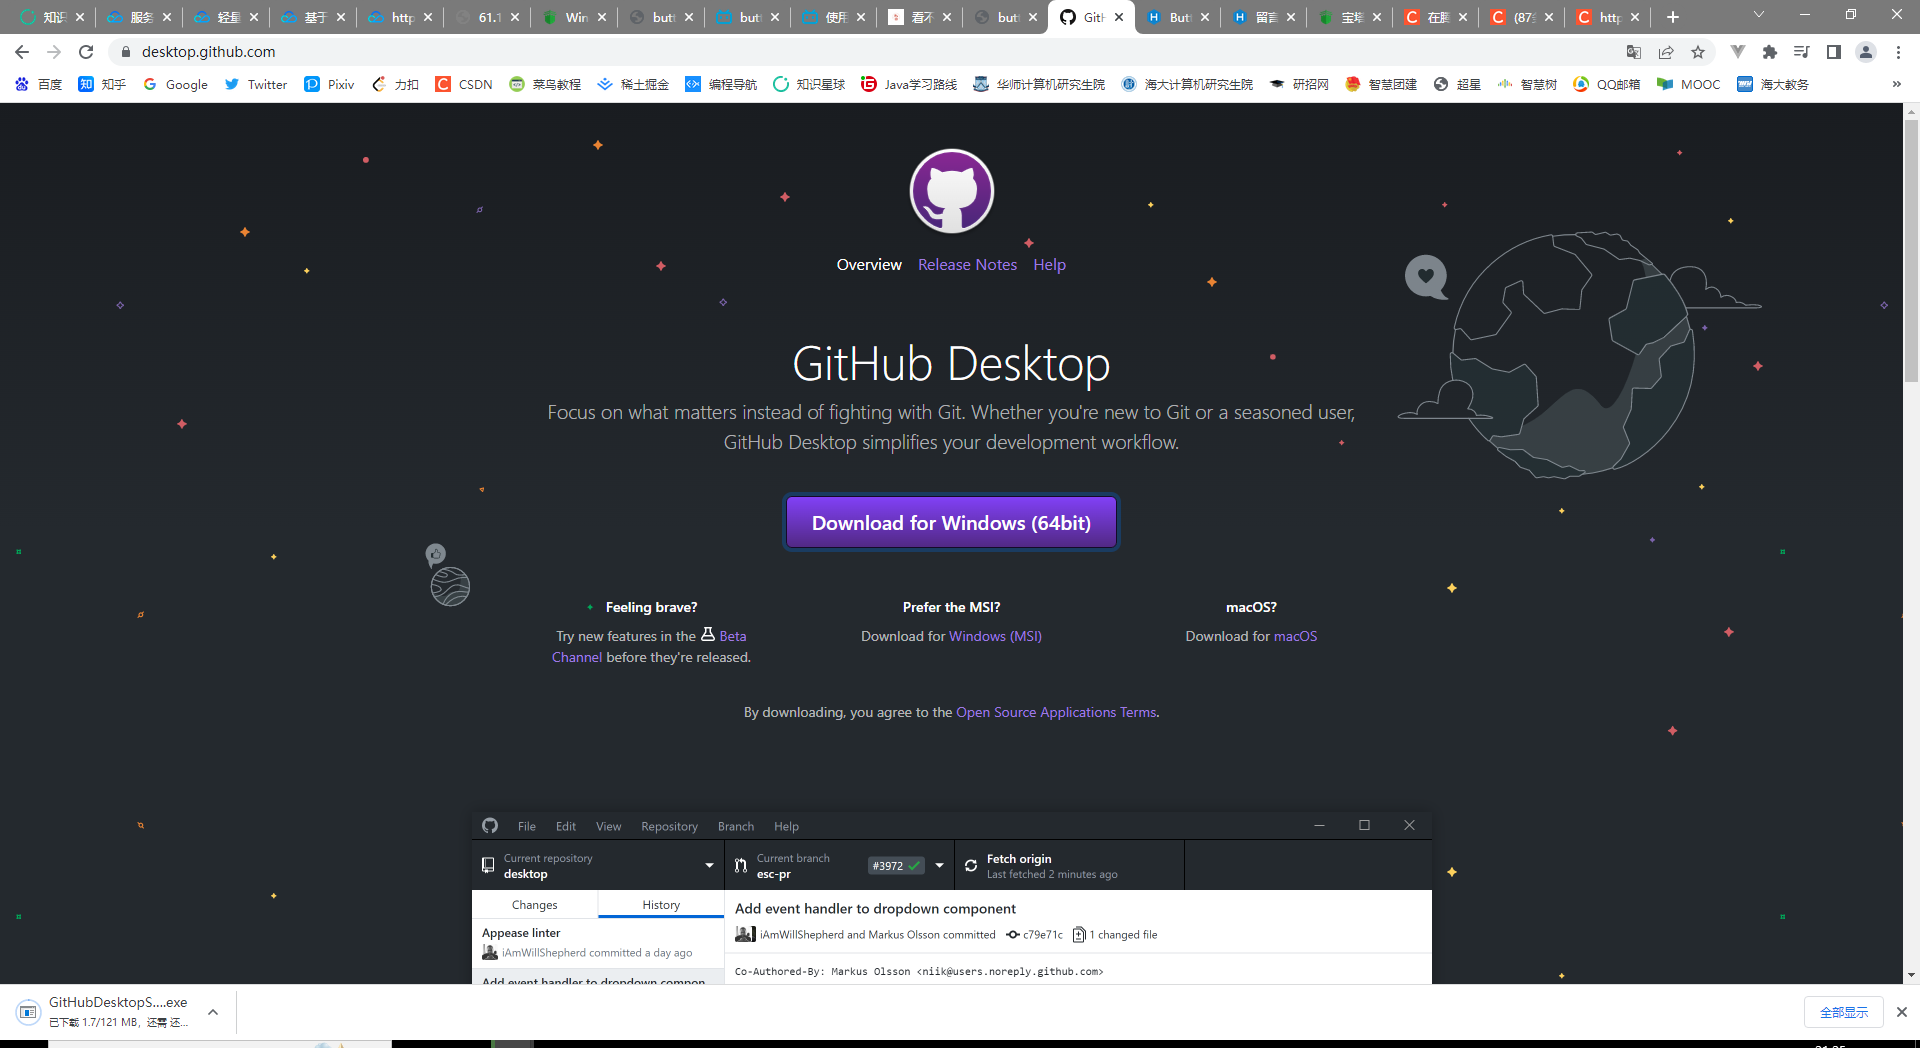 知识
服务
轻量
基于
http
61.1
Win
butt
butt
使用
看不
butt
GitH
Butt
留言
宝塔
在腾
(87条
http
desktop.github.com
百度
知乎
Google
Twitter
Pixiv
力扣
CSDN
菜鸟教程
稀土掘金
编程导航
知识星球
Java学习路线
华师计算机研究生院
海大计算机研究生院
研招网
智慧团建
超星
智慧树
QQ邮箱
MOOC
海大教务
Overview Release Notes Help
GitHub Desktop
Focus on what matters instead of fighting with Git. Whether you're new to Git or a seasoned user,
GitHub Desktop simplifies your development workflow.
Download for Windows (64bit)
Feeling brave?
Try new features in the Beta
Channel before they're released.
Prefer the MSI?
Download for Windows (MSI)
macOS?
Download for macOS
By downloading, you agree to the Open Source Applications Terms.
File Edit View Repository Branch Help
Current repository
desktop
Current branch
esc-pr
#3972
Fetch origin
Last fetched 2 minutes ago
Changes History
Appease linter
iAmWillShepherd committed a day ago
Add event handler to dropdown compon
Add event handler to dropdown component
iAmWillShepherd and Markus Olsson committed c79e71c 1 changed file
Co-Authored-By: Markus Olsson <niik@users.noreply.github.com>
GitHubDesktopS....exe
已下载 1.7/121 MB，还需 还...
全部显示